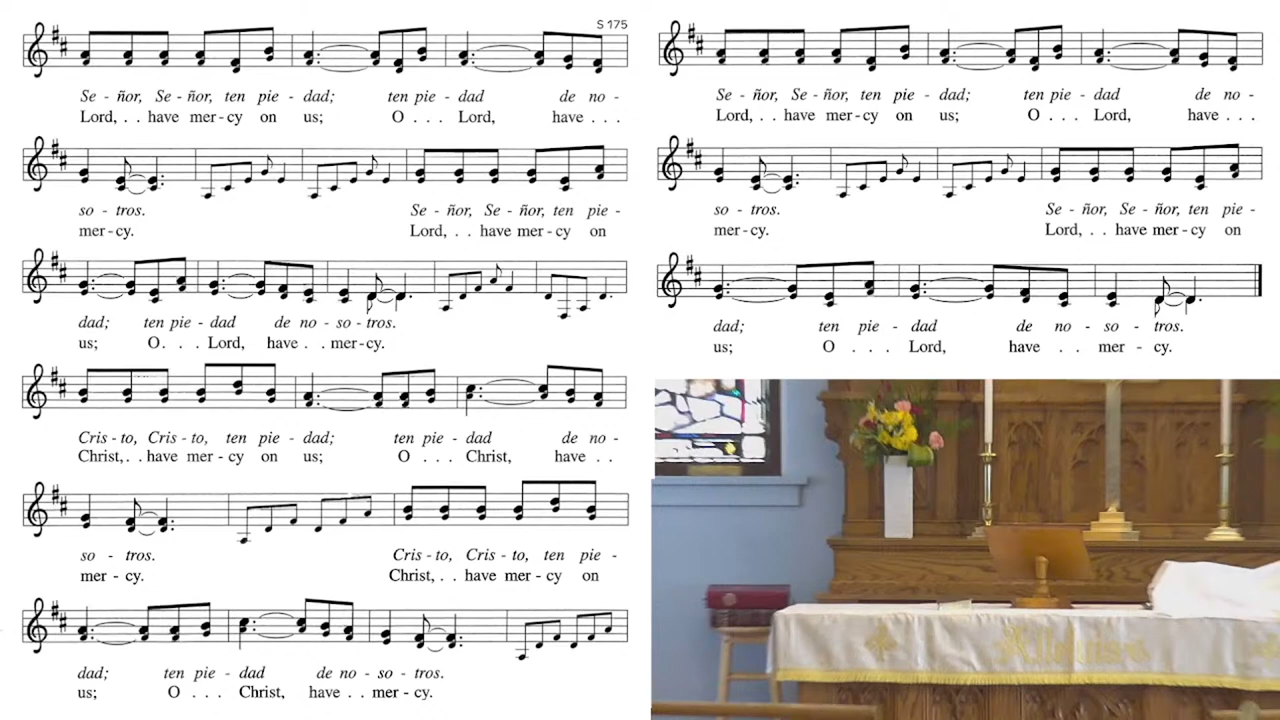 S 175
Se - ñor, Se - ñor, ten pie - dad; ten pie - dad de no -
Lord, . . have mer - cy on us; O . . . Lord, have . . .
so - tros. Se - ñor, Se - ñor, ten pie -
mer - cy. Lord, . . have mer - cy on
dad; ten pie - dad de no - so - tros.
us; O . . . Lord, have . . mer - cy.
Cris - to, Cris - to, ten pie - dad; ten pie - dad de no -
Christ, . . have mer - cy on us; O . . . Christ, have . .
so - tros. Cris - to, Cris - to, ten pie -
mer - cy. Christ, . . have mer - cy on
dad; ten pie - dad de no - so - tros.
us; O . . . Christ, have . . mer - cy.
Se - ñor, Se - ñor, ten pie - dad; ten pie - dad de no -
Lord, . . have mer - cy on us; O . . . Lord, have . . .
so - tros. Se - ñor, Se - ñor, ten pie -
mer - cy. Lord, . . have mer - cy on
dad; ten pie - dad de no - so - tros.
us; O . . . Lord, have . . mer - cy.
Alleluia